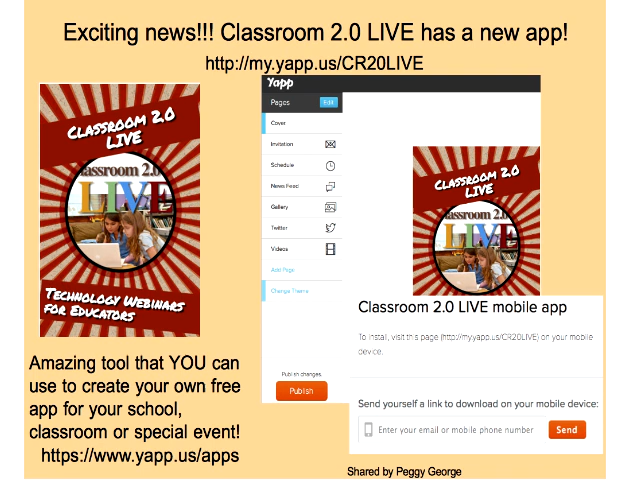 Exciting news!!! Classroom 2.0 LIVE has a new app!
http://my.yapp.us/CR20LIVE
CLASSROOM 2.0
LIVE
lassroom 2.0
LIVE
TECHNOLOGY WEBINARS
FOR EDUCATORS
Amazing tool that YOU can
use to create your own free
app for your school,
classroom or special event!
https://www.yapp.us/apps
Yapp
Pages
Edit
Cover
Invitation
Schedule
News Feed
Gallery
Twitter
Videos
Add Page
Change Theme
Publish changes
Publish
CLASSROOM 2.0
LIVE
assroom 2.0
LIVE
Classroom 2.0 LIVE mobile app
To install, visit this page (http://my.yapp.us/CR20LIVE) on your mobile
device.
Send yourself a link to download on your mobile device:
Enter your email or mobile phone number
Send
Shared by Peggy George